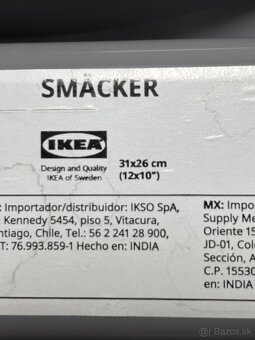 SMÄCKER
IKEA
Design and Quality
IKEA of Sweden
31x26 cm
(12x10")
: Importador/distribuidor: IKSO SpA,
. Kennedy 5454, piso 5, Vitacura,
ntiago, Chile, Tel.: 56 2 241 28 900,
T: 76.993.859-1 Hecho en: INDIA
MX: Impo
Supply Me
Oriente 15
JD-01, Col
Sección, A
C.P. 15530
en: INDIA
bazos.sk